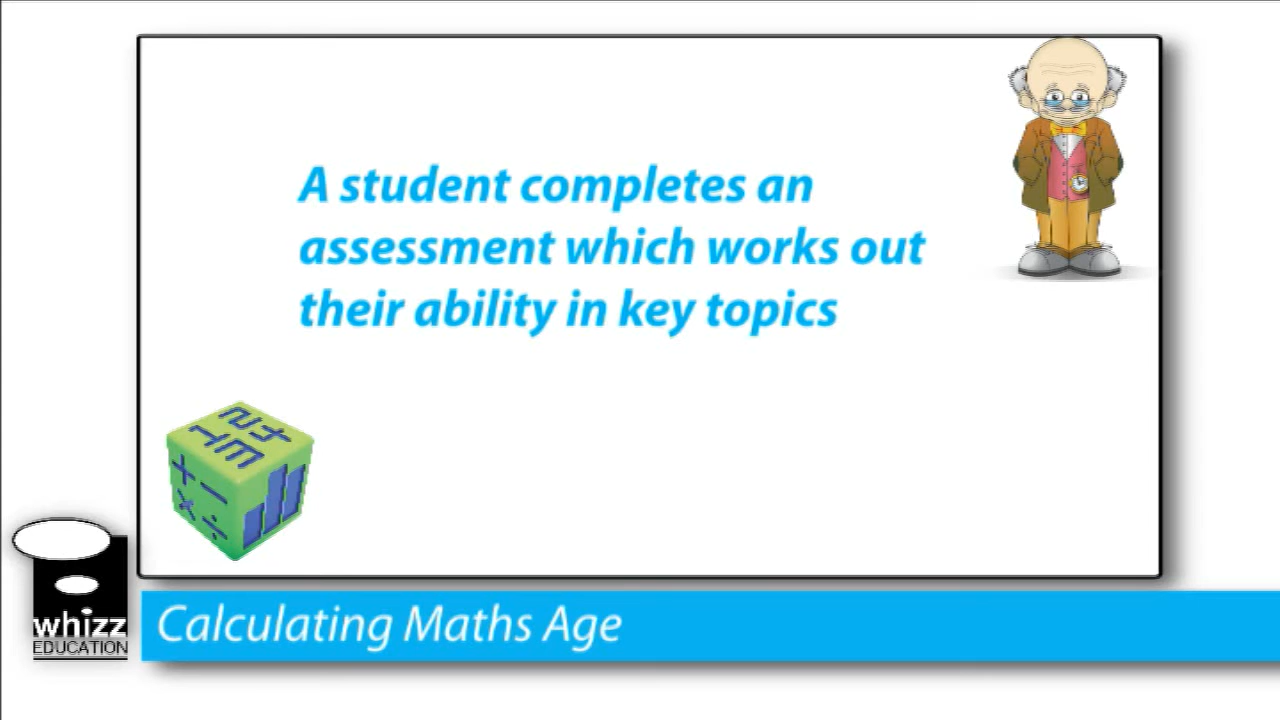 A student completes an
assessment which works out
their ability in key topics
+ -
× ÷
whizz
EDUCATION
Calculating Maths Age